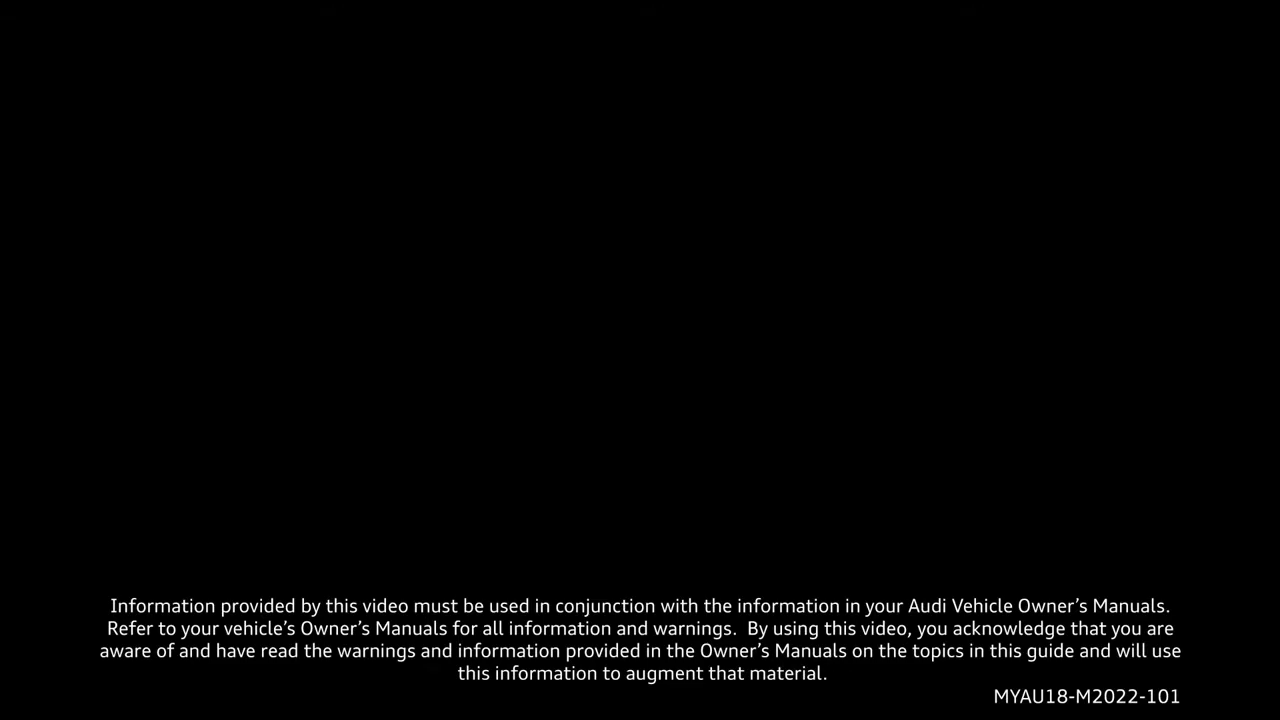 Information provided by this video must be used in conjunction with the information in your Audi Vehicle Owner’s Manuals.
Refer to your vehicle’s Owner’s Manuals for all information and warnings.  By using this video, you acknowledge that you are
aware of and have read the warnings and information provided in the Owner’s Manuals on the topics in this guide and will use
this information to augment that material.
MYAU18-M2022-101